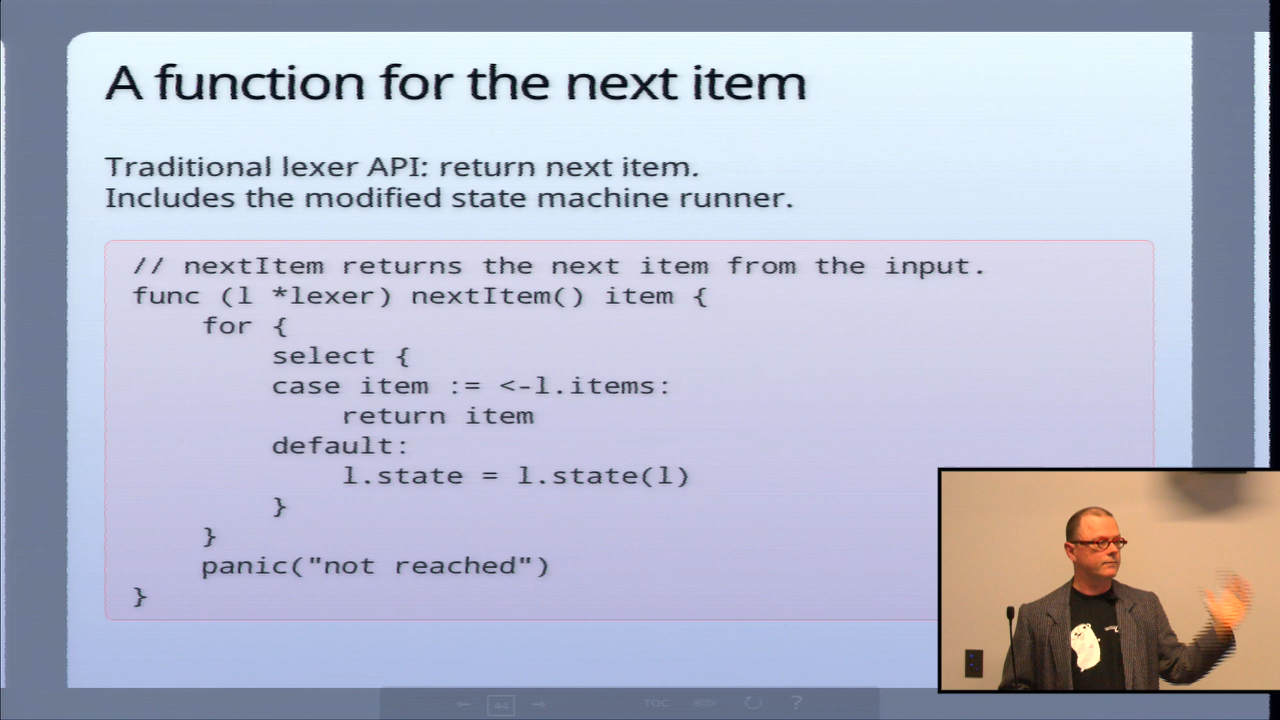 A function for the next item
Traditional lexer API: return next item.
Includes the modified state machine runner.
// nextItem returns the next item from the input.
func (l *lexer) nextItem() item {
    for {
        select {
        case item := <-l.items:
            return item
        default:
            l.state = l.state(l)
        }
    }
    panic("not reached")
}
← 44 → TOC ?